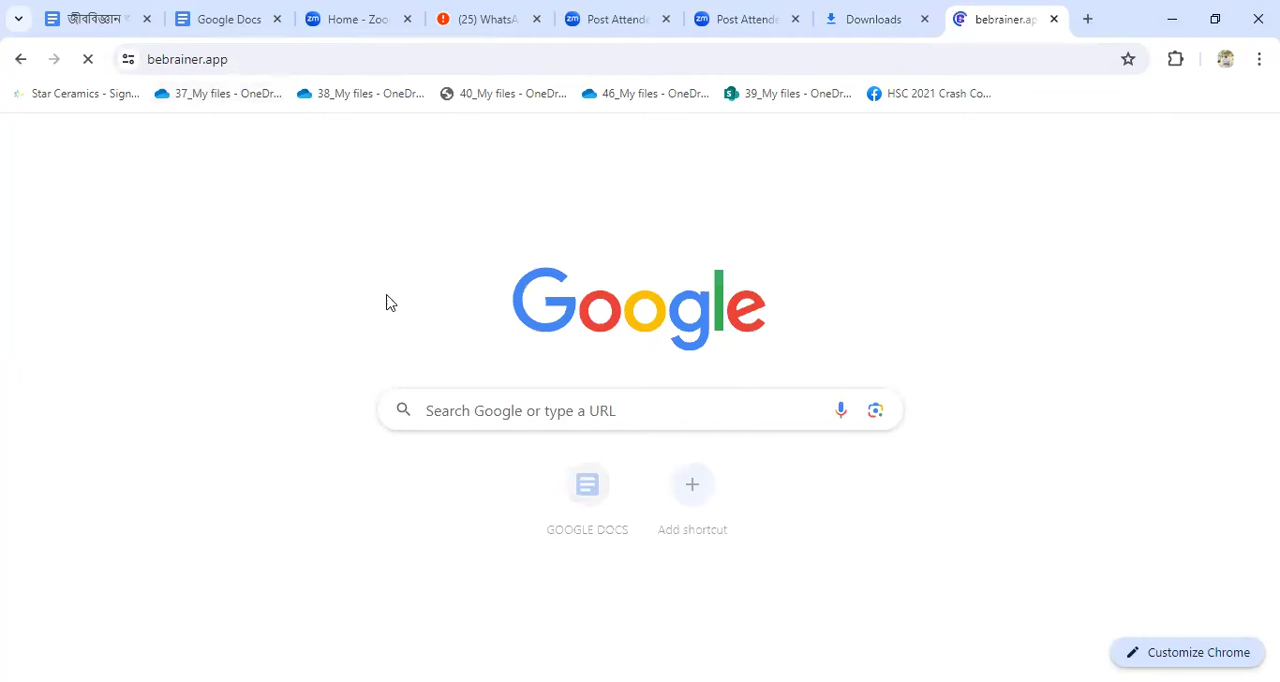 জীববিজ্ঞান
Google Docs
Home - Zoo
(25) WhatsA
Post Attende
Post Attende
Downloads
bebrainer.ap
bebrainer.app
Star Ceramics - Sign...
37_My files - OneDr...
38_My files - OneDr...
40_My files - OneDr...
46_My files - OneDr...
39_My files - OneDr...
HSC 2021 Crash Co...
Google
Search Google or type a URL
GOOGLE DOCS
Add shortcut
Customize Chrome